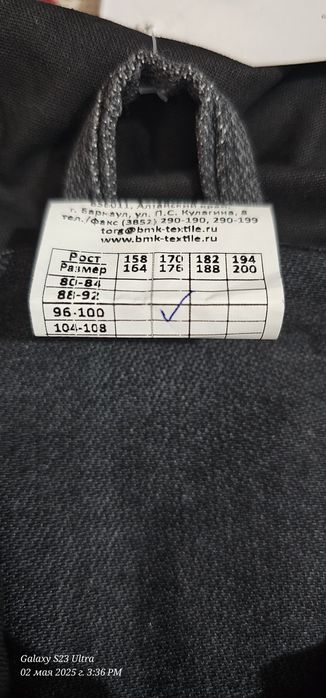 656011, Алтайский край
г. Барнаул, ул. П.С. Кулагина, 8
тел./факс (3852) 290-190, 290-199
torg@bmk-textile.ru
www.bmk-textile.ru
Рост 158 170 182 194
Размер 164 176 188 200
80-84
88-92
96-100 ✓
104-108
Galaxy S23 Ultra
02 мая 2025 г. 3:36 PM